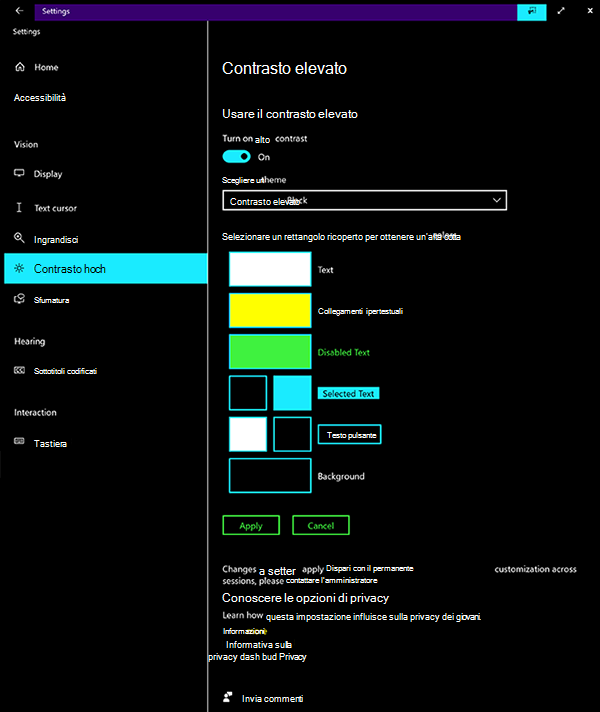 Settings
Settings
Home
Accessibilità
Vision
Display
Text cursor
Ingrandisci
Contrasto hoch
Sfumatura
Hearing
Sottotitoli codificati
Interaction
Tastiera
Contrasto elevato
Usare il contrasto elevato
Turn on alto contrast
On
Scegliere un theme
Contrasto elevato Black
Selezionare un rettangolo ricoperto per ottenere un'altra
Text
Collegamenti ipertestuali
Disabled Text
Selected Text
Testo pulsante
Background
Apply Cancel
Changes a setter apply Dispari con il permanente customization across
sessions, please contattare l'amministratore
Conoscere le opzioni di privacy
Learn how questa impostazione influisce sulla privacy dei giovani.
Informazioni
Informativa sulla
privacy dash bud Privacy
Invia commenti